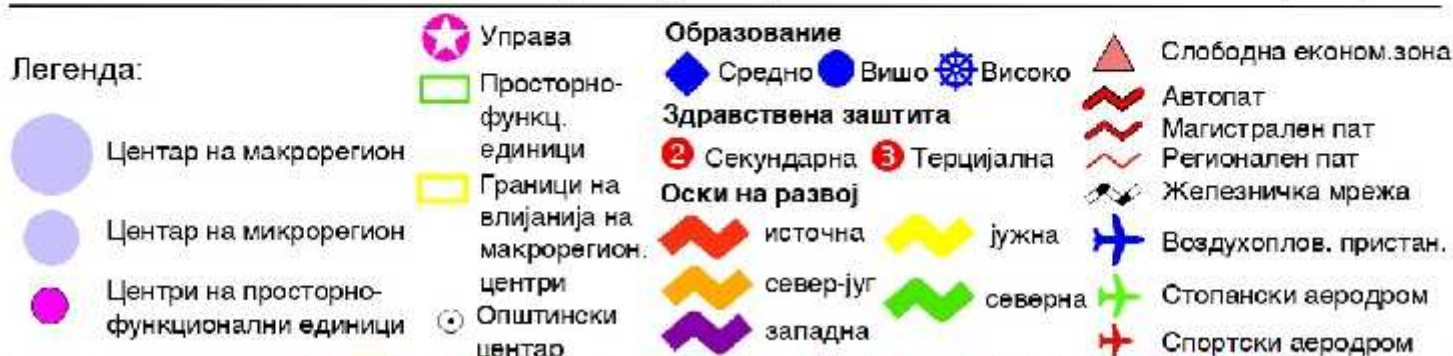 Легенда:
Центар на макрорегион
Центар на микрорегион
Центри на просторно-
функционални единици
Управа
Просторно-
функц.
единици
Граници на
влијанија на
макрорегион.
центри
Општински
центар
Образование
Средно Вишо Високо
Здравствена заштита
2 Секундарна 3 Терцијална
Оски на развој
источна јужна
север-југ северна
западна
Слободна економ.зона
Автопат
Магистрален пат
Регионален пат
Железничка мрежа
Воздухоплов. пристан.
Стопански аеродром
Спортски аеродром